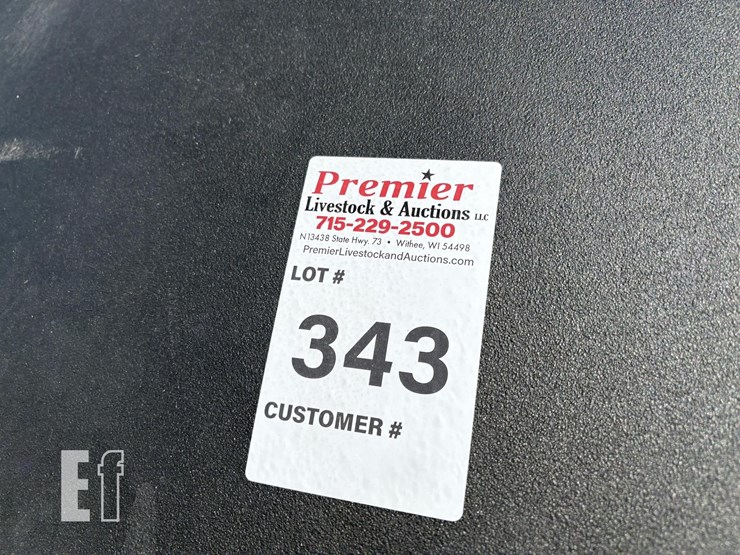 Premier
Livestock & Auctions LLC
715-229-2500
N13438 State Hwy. 73 • Withee, WI 54498
PremierLivestockandAuctions.com
LOT #
343
CUSTOMER #
Ef